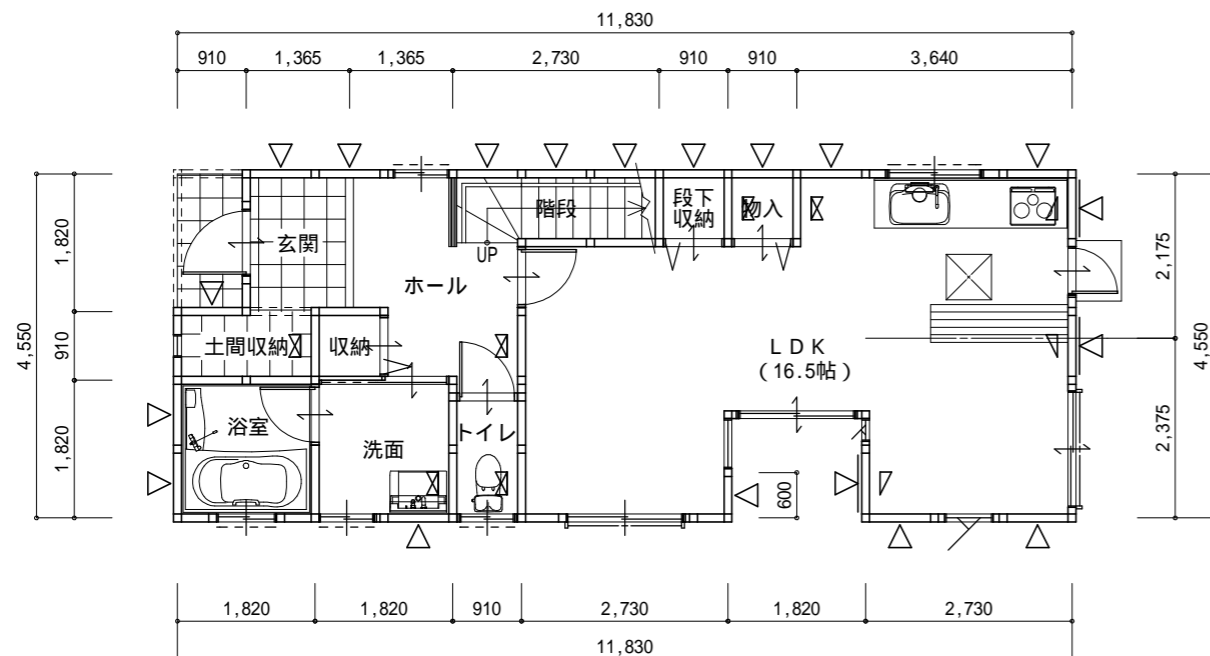 11,830
910 1,365 1,365 2,730 910 910 3,640
4,550
1,820
910
1,820
玄関
階段
段下
収納
物入
UP
ホール
土間収納
収納
LDK
(16.5帖)
浴室
洗面
トイレ
600
2,175
2,375
4,550
1,820 1,820 910 2,730 1,820 2,730
11,830